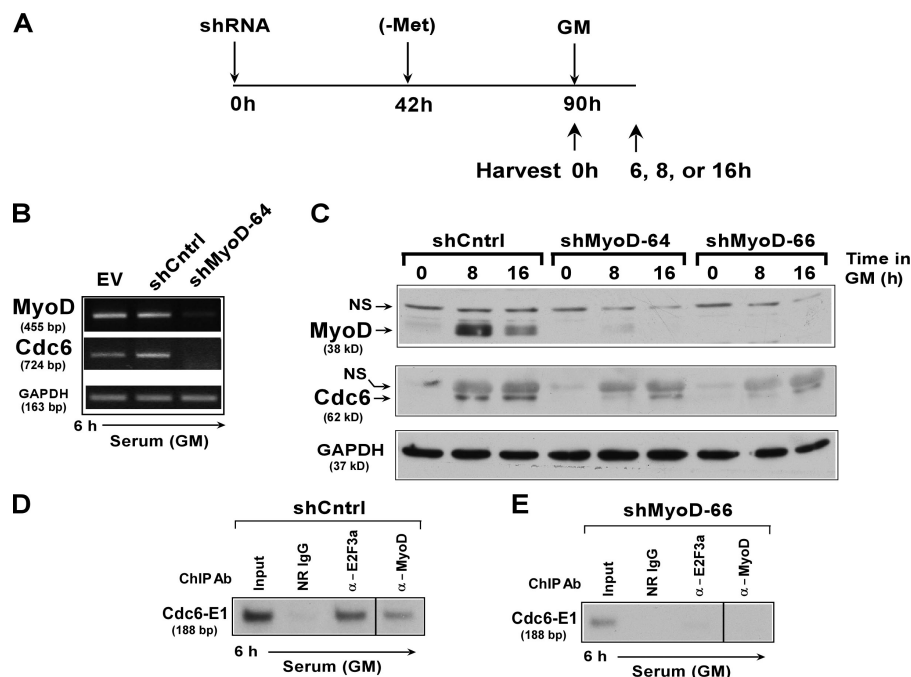 A
shRNA (-Met) GM
0h 42h 90h
Harvest 0h 6, 8, or 16h
B
EV shCntrl shMyoD-64
MyoD
(455 bp)
Cdc6
(724 bp)
GAPDH
(163 bp)
6 h
Serum (GM)
C
shCntrl shMyoD-64 shMyoD-66
0 8 16 0 8 16 0 8 16
Time in
GM (h)
NS
MyoD
(38 kD)
NS
Cdc6
(62 kD)
GAPDH
(37 kD)
D
shCntrl
ChIP Ab Input NR IgG α-E2F3a α-MyoD
Cdc6-E1
(188 bp)
6 h
Serum (GM)
E
shMyoD-66
ChIP Ab Input NR IgG α-E2F3a α-MyoD
Cdc6-E1
(188 bp)
6 h
Serum (GM)